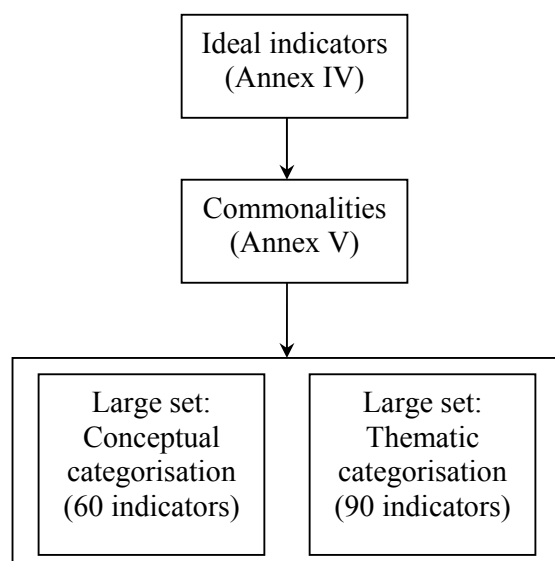 Ideal indicators
(Annex IV)
Commonalities
(Annex V)
Large set:
Conceptual
categorisation
(60 indicators)
Large set:
Thematic
categorisation
(90 indicators)